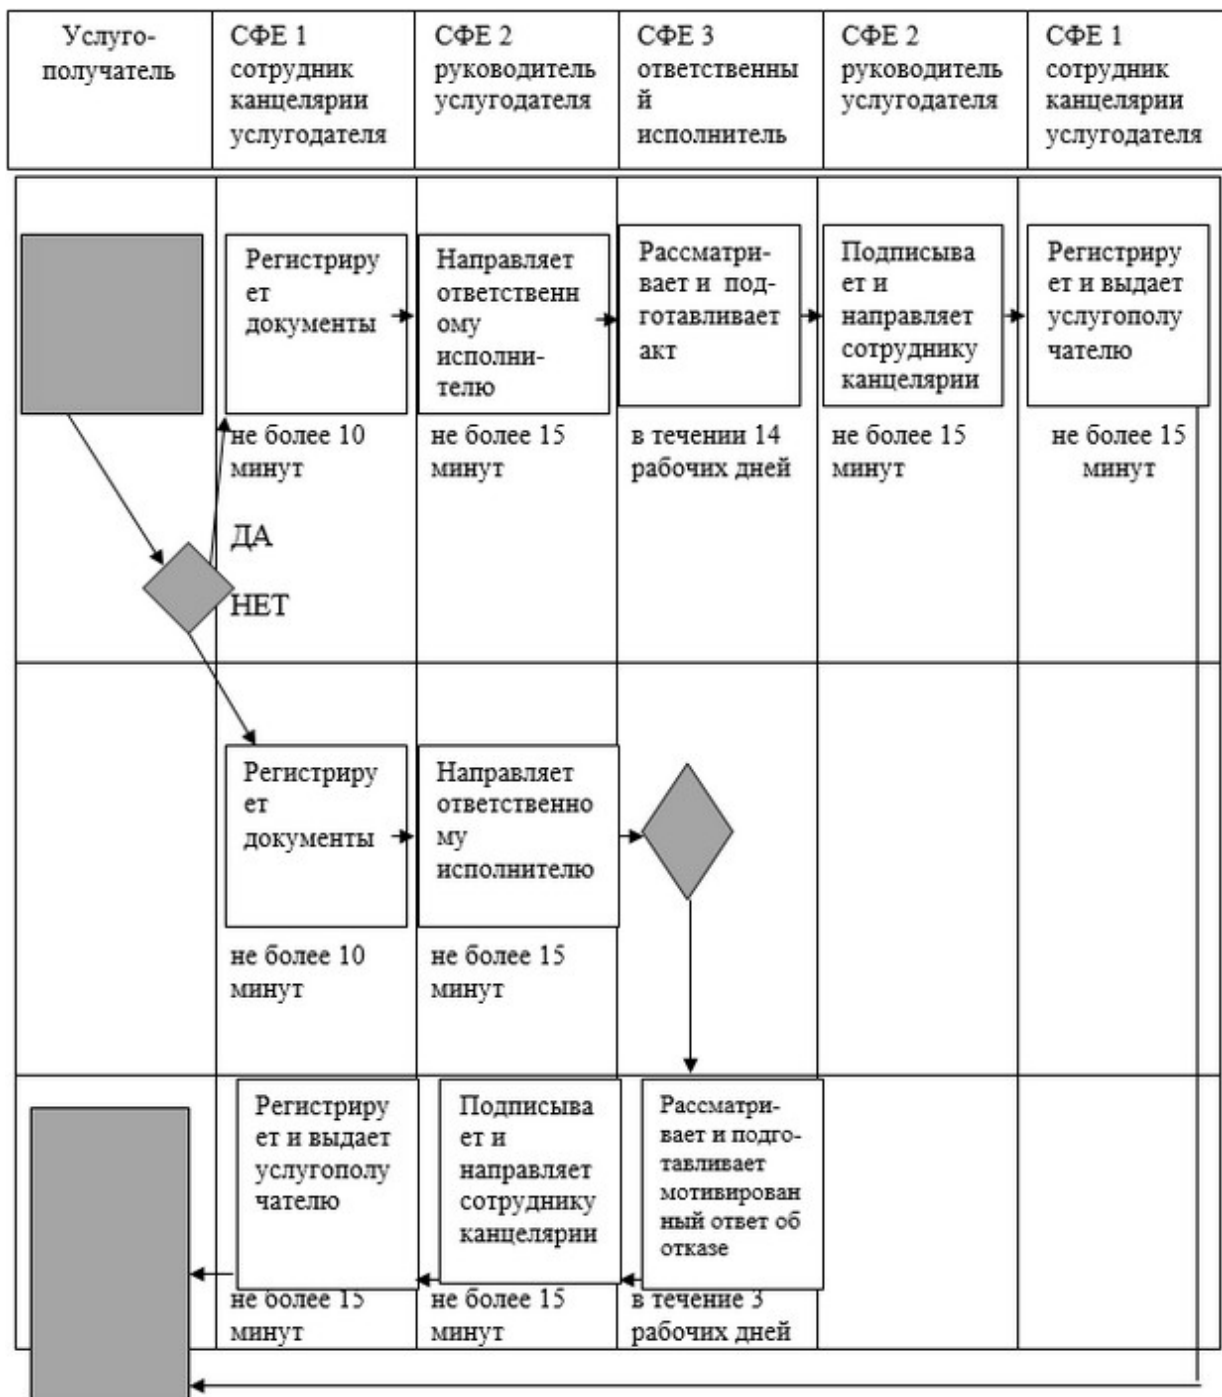 Услуго-
получатель
СФЕ 1
сотрудник
канцелярии
услугодателя
СФЕ 2
руководитель
услугодателя
СФЕ 3
ответственны
й
исполнитель
СФЕ 2
руководитель
услугодателя
СФЕ 1
сотрудник
канцелярии
услугодателя
Регистриру
ет
документы
Направляет
ответственн
ому
исполни-
телю
Рассматри-
вает и под-
готавливает
акт
Подписыва
ет и
направляет
сотруднику
канцелярии
Регистриру
ет и выдает
услугополу
чателю
не более 10
минут
не более 15
минут
в течении 14
рабочих дней
не более 15
минут
не более 15
минут
ДА
НЕТ
Регистриру
ет
документы
Направляет
ответственно
му
исполнителю
не более 10
минут
не более 15
минут
Регистриру
ет и выдает
услугополу
чателю
Подписыва
ет и
направляет
сотруднику
канцелярии
Рассматри-
вает и подго-
тавливает
мотивирован
ный ответ об
отказе
не более 15
минут
не более 15
минут
в течение 3
рабочих дней